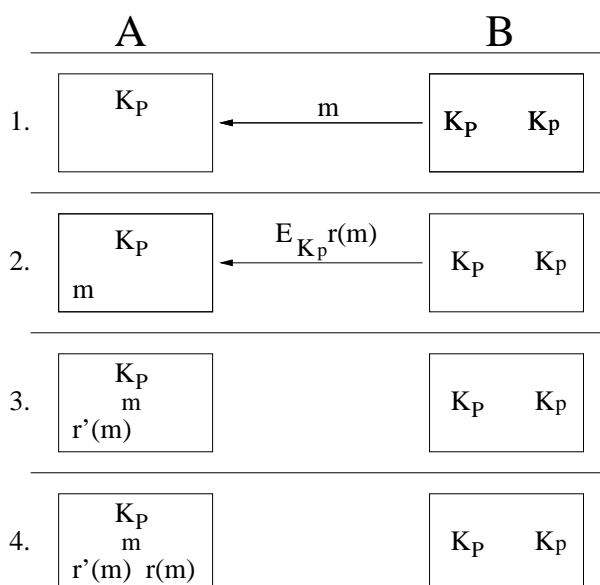 A B
1. K_P m K_P K_p
2. K_P m E_{K_p} r(m) K_P K_p
3. K_P m r'(m) K_P K_p
4. K_P m r'(m) r(m) K_P K_p